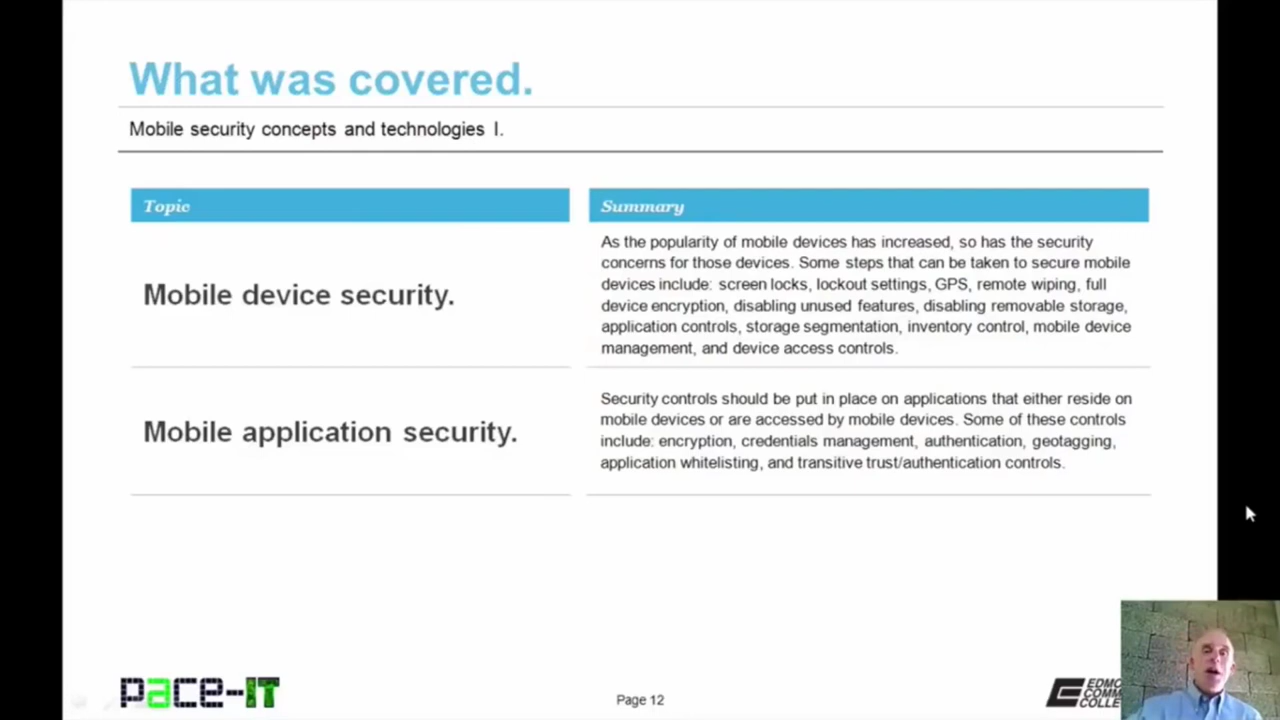 What was covered.
Mobile security concepts and technologies I.
Topic
Summary
Mobile device security.
As the popularity of mobile devices has increased, so has the security
concerns for those devices. Some steps that can be taken to secure mobile
devices include: screen locks, lockout settings, GPS, remote wiping, full
device encryption, disabling unused features, disabling removable storage,
application controls, storage segmentation, inventory control, mobile device
management, and device access controls.
Mobile application security.
Security controls should be put in place on applications that either reside on
mobile devices or are accessed by mobile devices. Some of these controls
include: encryption, credentials management, authentication, geotagging,
application whitelisting, and transitive trust/authentication controls.
pace-IT
Page 12
COLLE